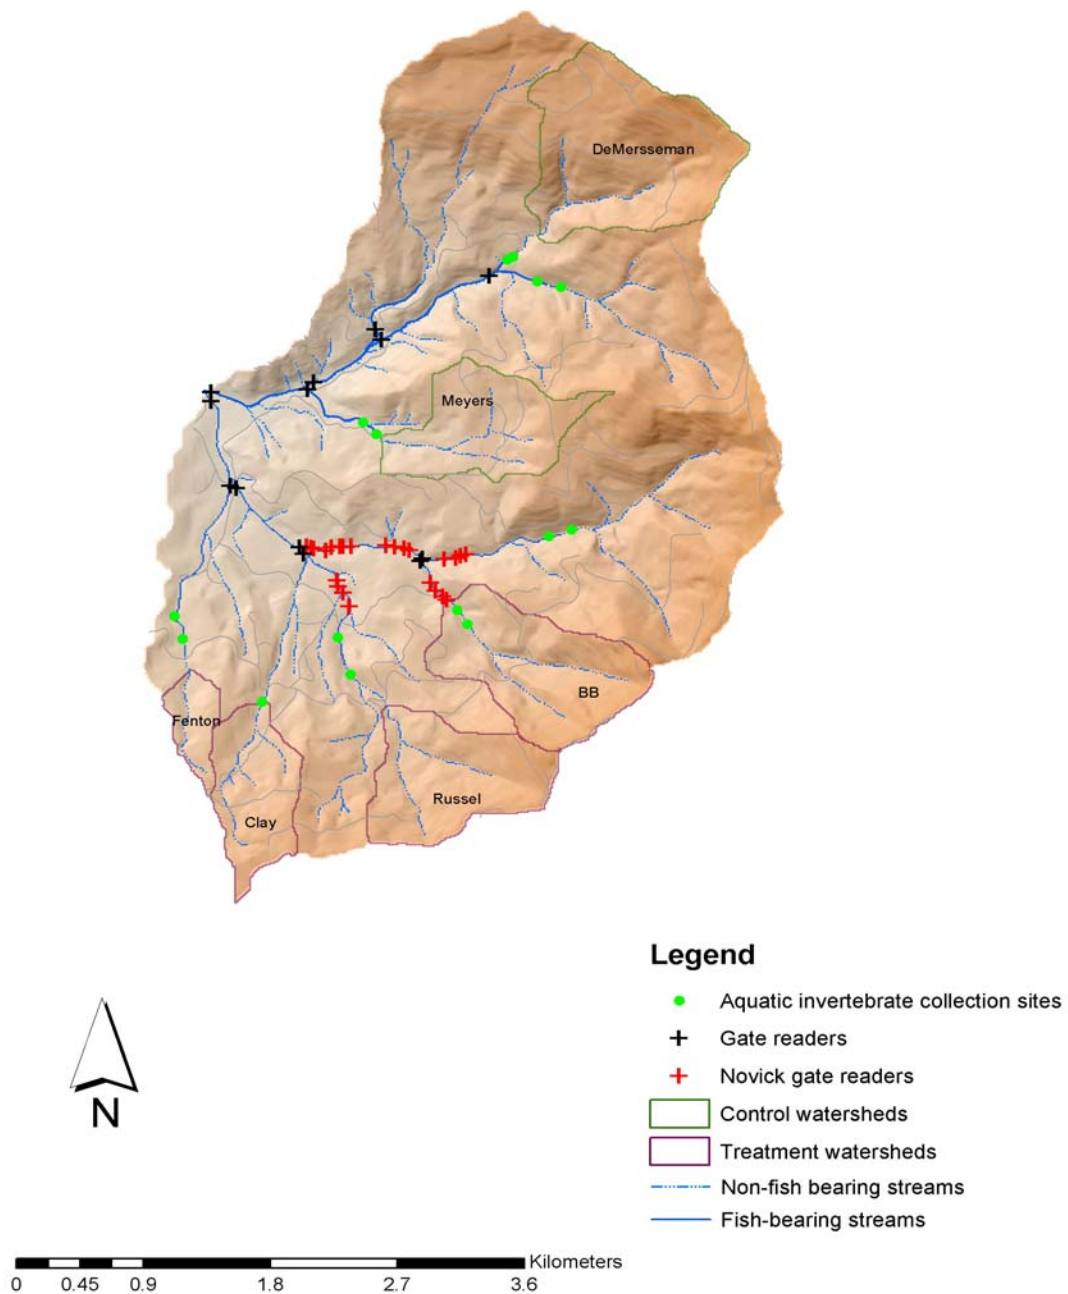 DeMersseman
Meyers
BB
Fenton
Russel
Clay
Legend
Aquatic invertebrate collection sites
Gate readers
Novick gate readers
Control watersheds
Treatment watersheds
Non-fish bearing streams
Fish-bearing streams
N
Kilometers
0 0.45 0.9 1.8 2.7 3.6